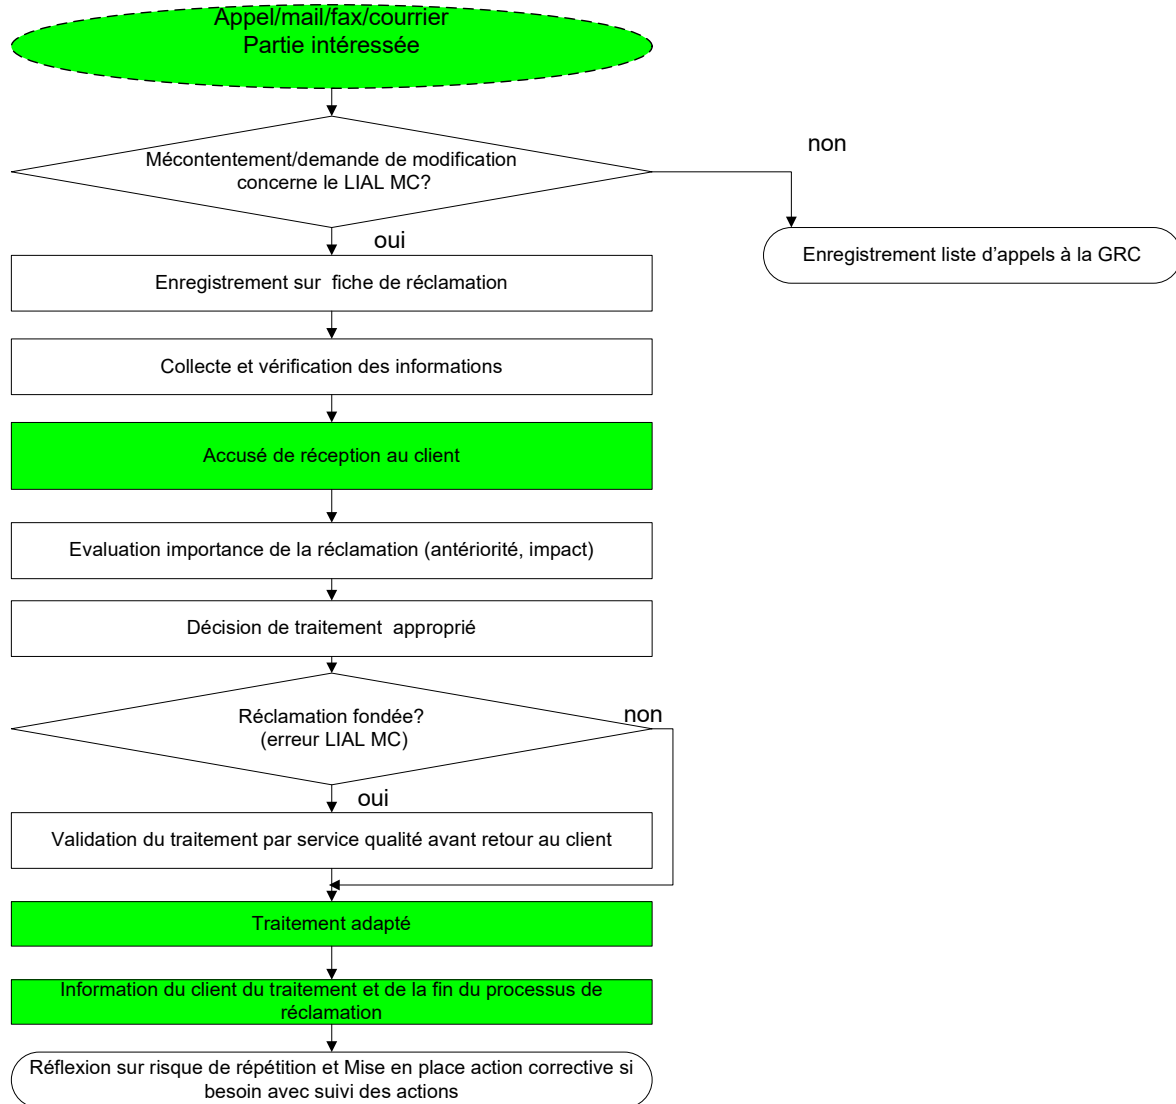 Appel/mail/fax/courrier
Partie intéressée
Mécontentement/demande de modification
concerne le LIAL MC?
non
oui
Enregistrement liste d'appels à la GRC
Enregistrement sur fiche de réclamation
Collecte et vérification des informations
Accusé de réception au client
Evaluation importance de la réclamation (antériorité, impact)
Décision de traitement approprié
Réclamation fondée?
(erreur LIAL MC)
non
oui
Validation du traitement par service qualité avant retour au client
Traitement adapté
Information du client du traitement et de la fin du processus de
réclamation
Réflexion sur risque de répétition et Mise en place action corrective si
besoin avec suivi des actions